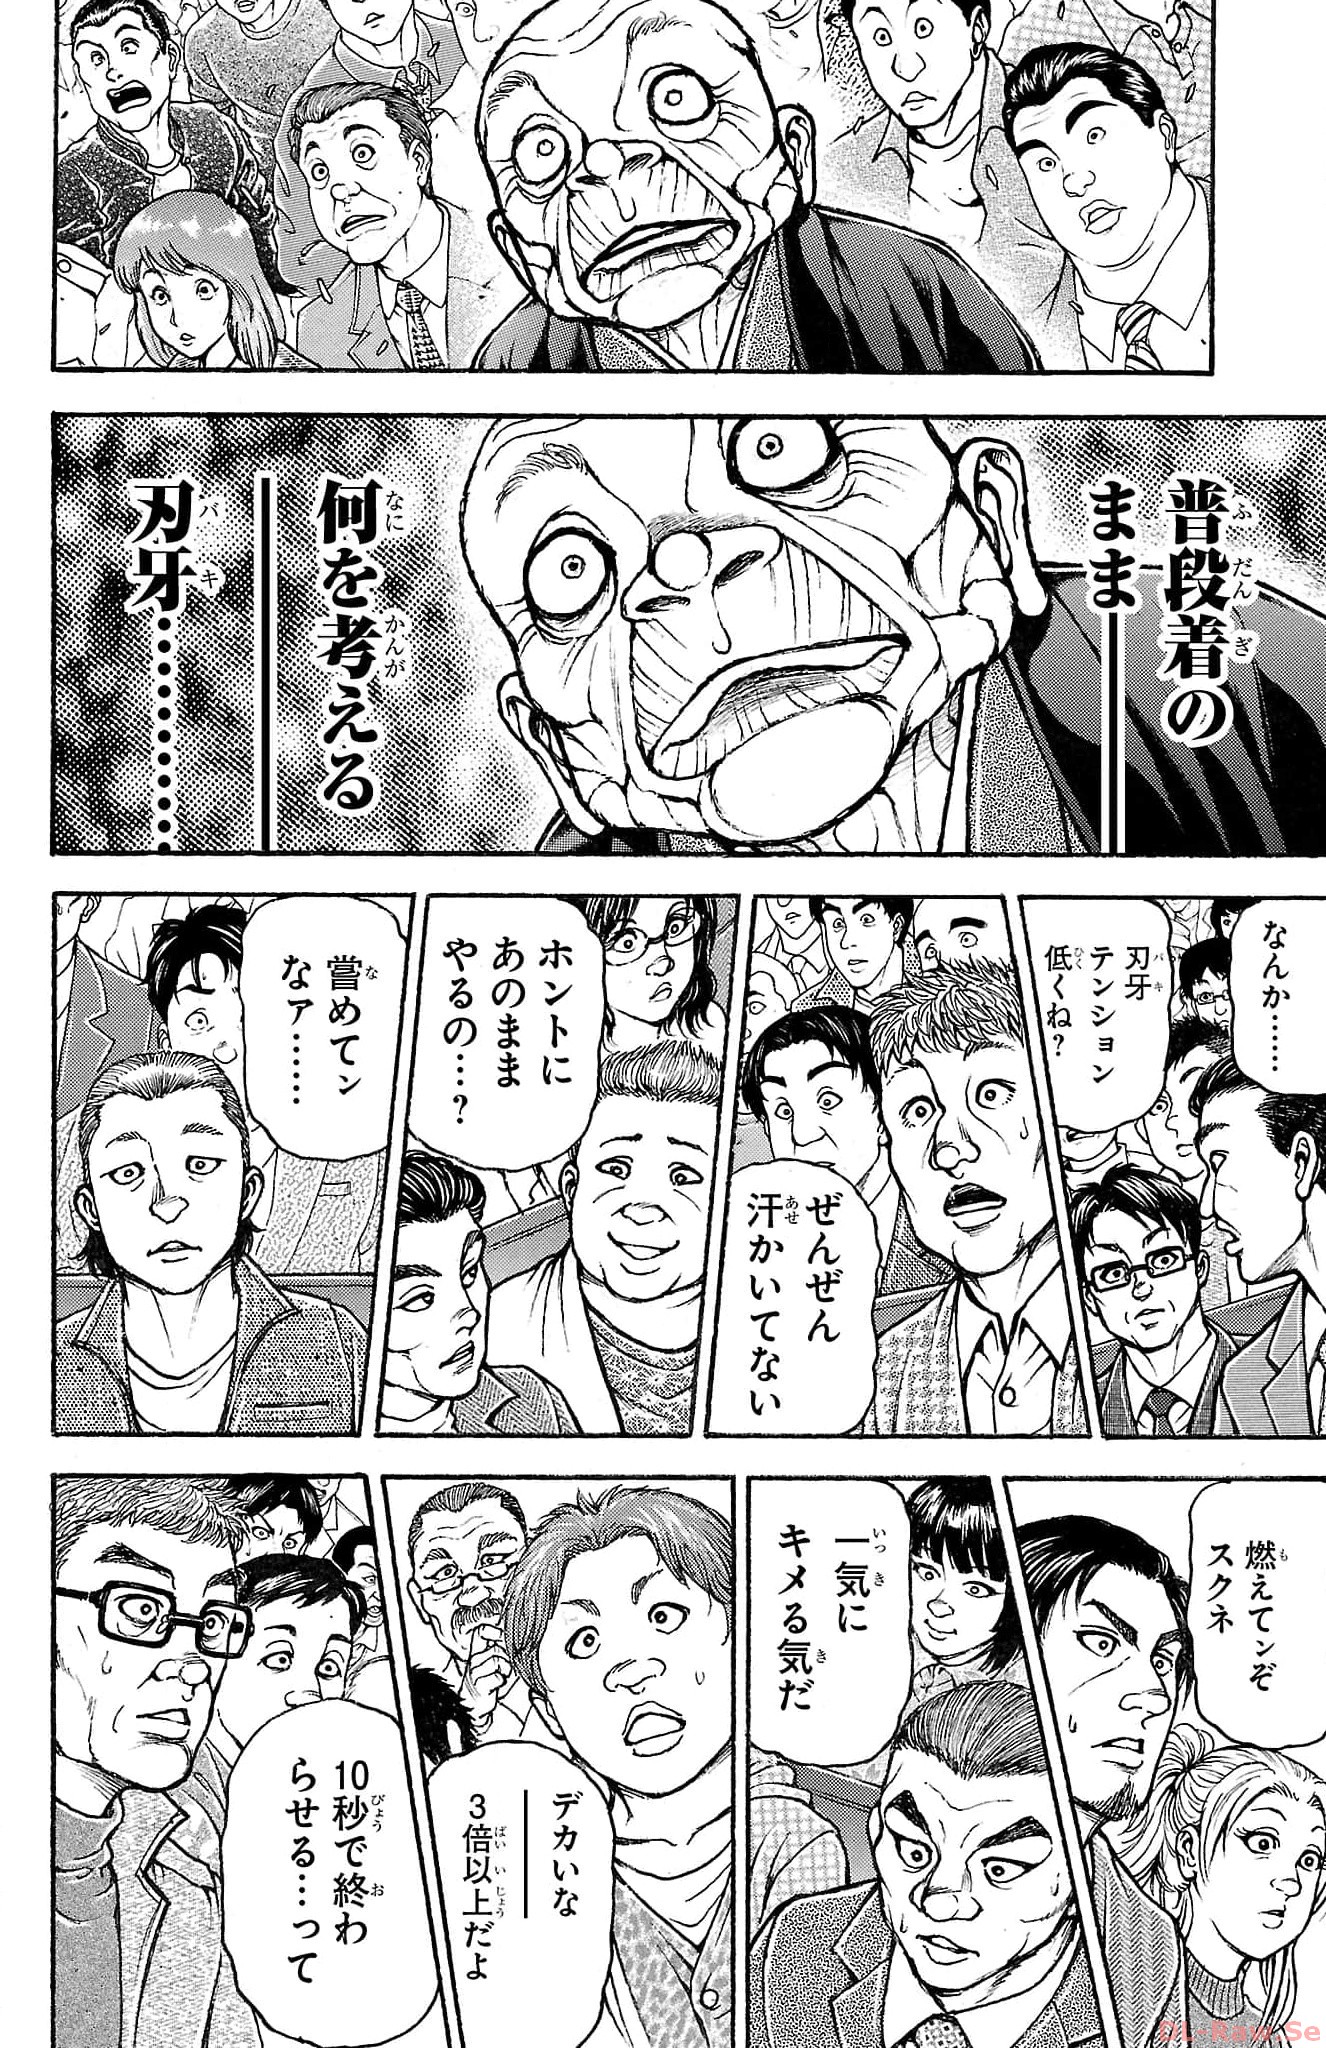 普段着の
まま――
何を考える
――
刃牙…………
なんか……
刃牙
テンション
低くね？
ぜんぜん
汗かいてない
ホントに
あのまま
やるの…？
嘗めてン
なァ……
燃えてンぞ
スクネ
一気に
キメる気だ
デカいな
――
3倍以上だよ
10秒で終わ
らせる…って
DL-Raw.Se